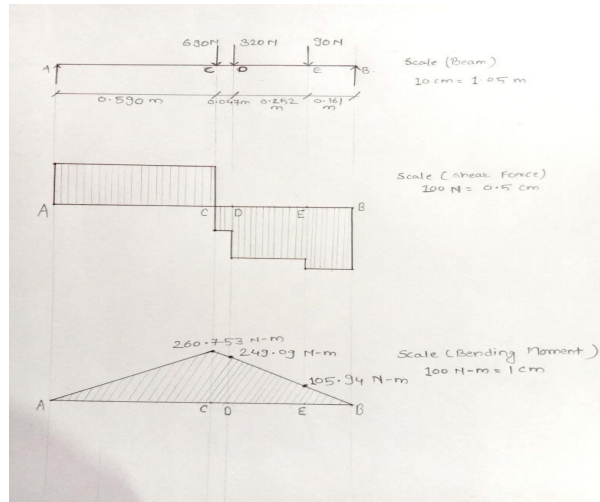 690N 320N 90N
A C D E B
Scale (Beam)
10 cm = 1.05 m
0.590 m 0.047m 0.252 m 0.161 m
Scale (Shear Force)
100 N = 0.5 cm
A C D E B
260.753 N-m
249.09 N-m
105.94 N-m
Scale (Bending Moment)
100 N-m = 1 cm
A C D E B